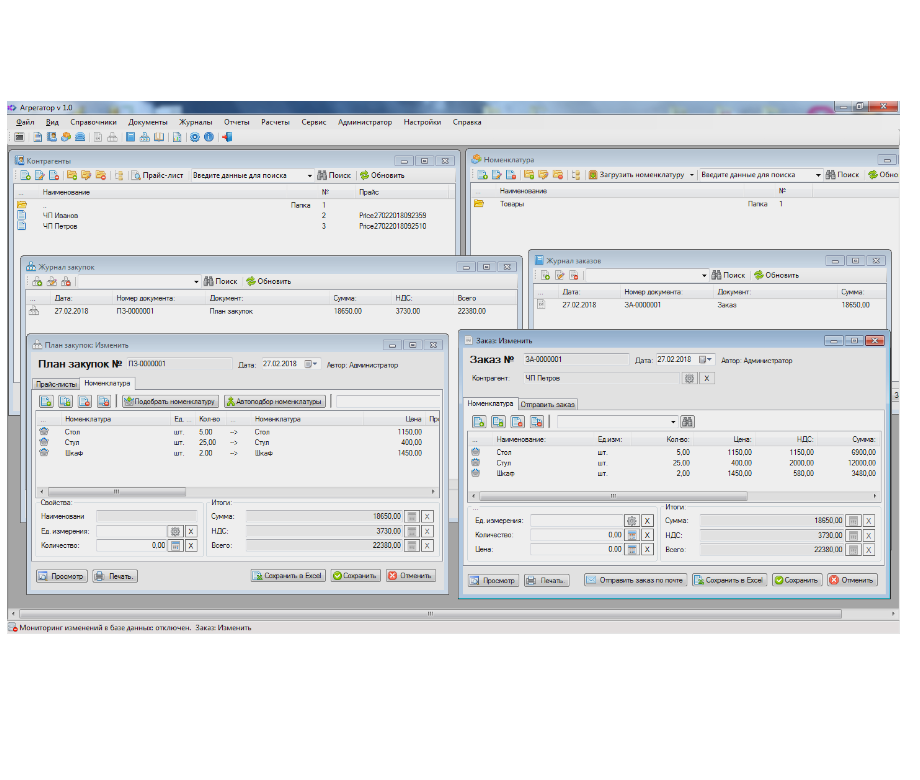 Агрегатор v 1.0
Файл Вид Справочники Документы Журналы Отчеты Расчеты Сервис Администратор Настройки Справка
Контрагенты
Прайс-лист Введите данные для поиска Поиск Обновить
... Наименование № Прайс
.. Папка 1
ЧП Иванов 2 Price27022018092359
ЧП Петров 3 Price27022018092510
Номенклатура
Загрузить номенклатуру Введите данные для поиска Поиск Обно
... Наименование №
Товары Папка 1
Журнал закупок
Поиск Обновить
... Дата: Номер документа: Документ: Сумма: НДС: Всего
27.02.2018 ПЗ-0000001 План закупок 18650.00 3730.00 22380.00
Журнал заказов
Поиск Обновить
... Дата: Номер документа: Документ: Сумма:
27.02.2018 ЗА-0000001 Заказ 18650.00
План закупок: Изменить
План закупок № ПЗ-0000001 Дата: 27.02.2018 Автор: Администратор
Прайс-листы Номенклатура
Подобрать номенклатуру Автоподбор номенклатуры
... Номенклатура Ед. ... Кол-во ... Номенклатура Цена
Стол шт. 5,00 --> Стол 1150,00
Стул шт. 25,00 --> Стул 400,00
Шкаф шт. 2,00 --> Шкаф 1450,00
Свойства: Итоги:
Наименовани Сумма: 18650,00 X
Ед. измерения: X НДС: 3730,00 X
Количество: 0,00 X Всего: 22380,00 X
Просмотр Печать.. Сохранить в Excel Сохранить Отменить
Заказ: Изменить
Заказ № ЗА-0000001 Дата: 27.02.2018 Автор: Администратор
Контрагент: ЧП Петров X
Номенклатура Отправить заказ
... Наименование: Ед.изм: Кол-во: Цена: НДС: Сумма:
Стол шт. 5,00 1150,00 1150,00 6900,00
Стул шт. 25,00 400,00 2000,00 12000,00
Шкаф шт. 2,00 1450,00 580,00 3480,00
... Итоги:
Ед. измерения: X Сумма: 18650,00 X
Количество: 0,00 X НДС: 3730,00 X
Цена: 0,00 X Всего: 22380,00 X
Просмотр Печать.. Отправить заказ по почте Сохранить в Excel Сохранить Отменить
Мониторинг изменений в базе данных отключен. Заказ: Изменить